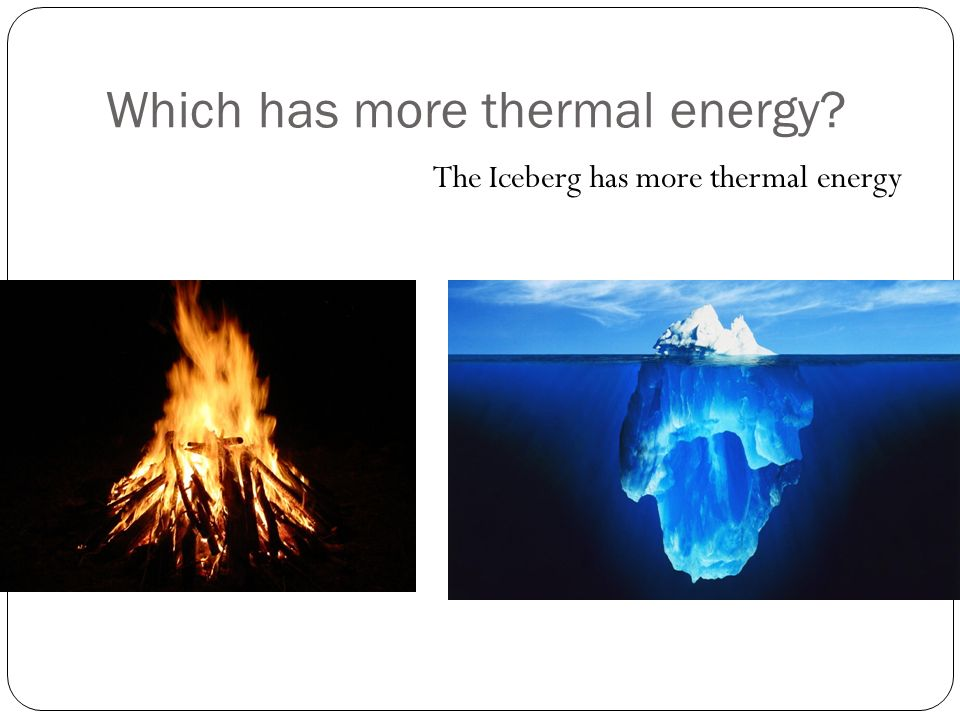 Which has more thermal energy?
The Iceberg has more thermal energy